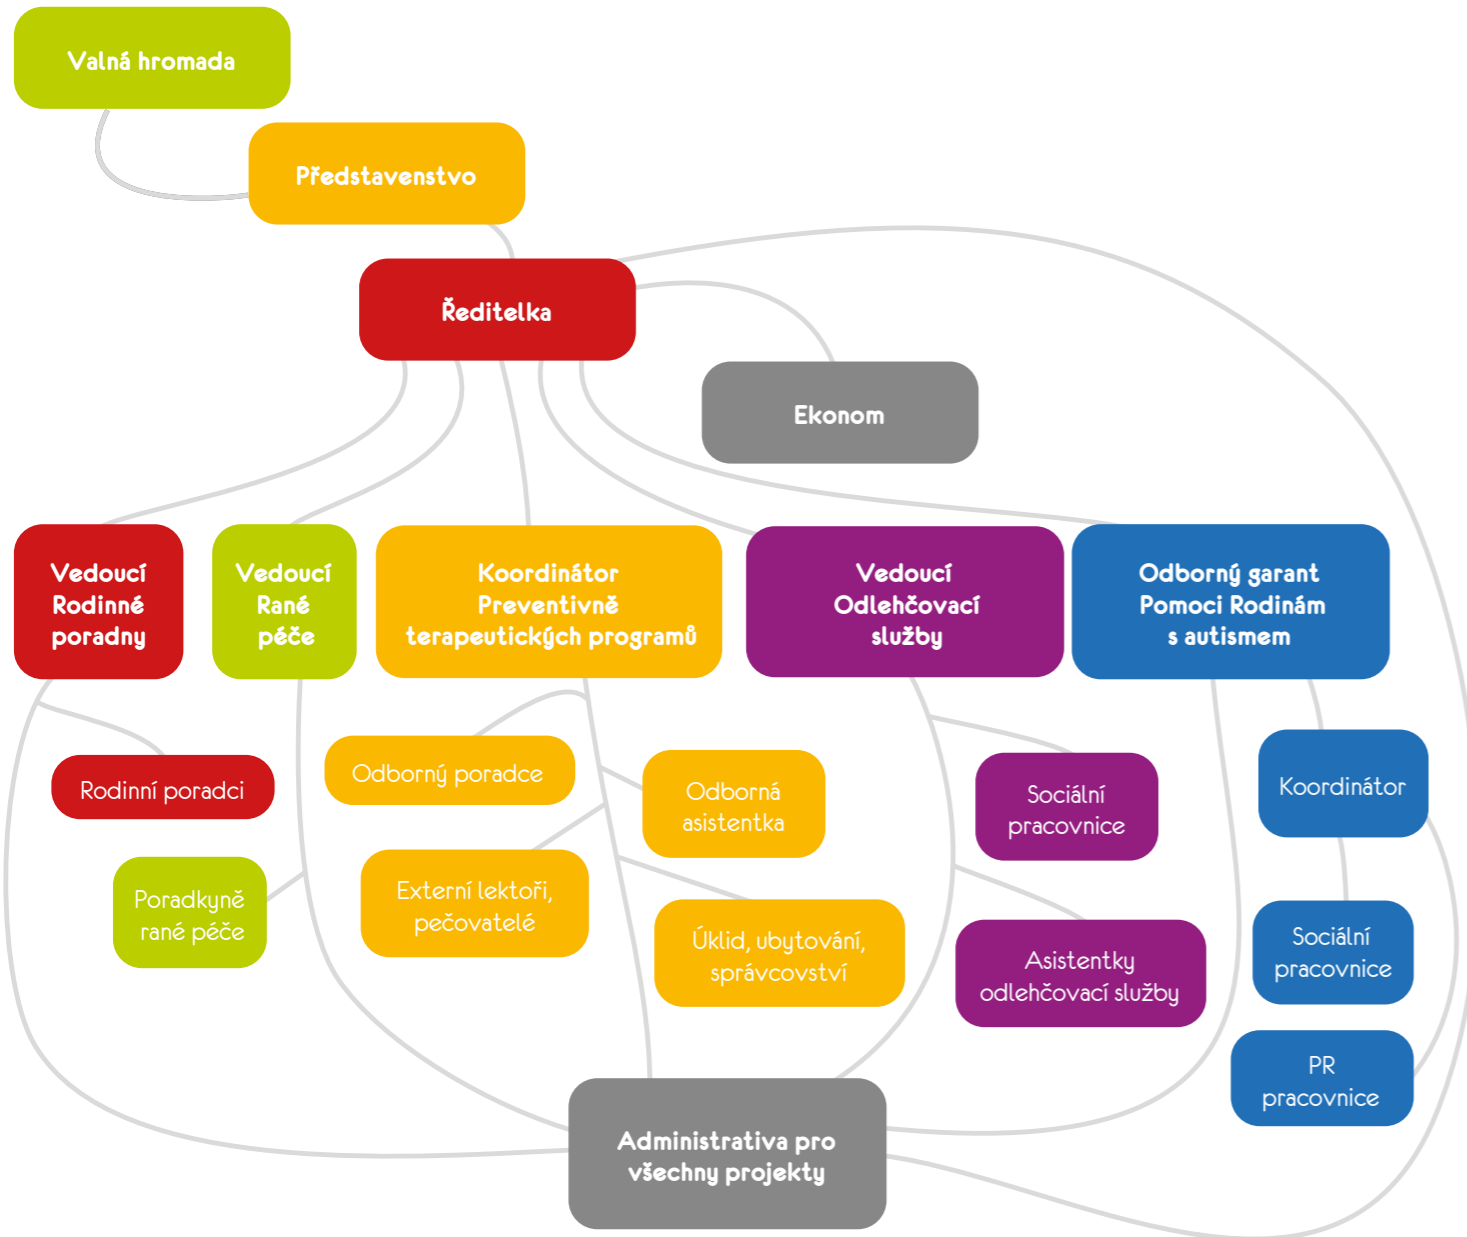 Valná hromada
Představenstvo
Ředitelka
Ekonom
Vedoucí
Rodinné
poradny
Vedoucí
Rané
péče
Koordinátor
Preventivně
terapeutických programů
Vedoucí
Odlehčovací
služby
Odborný garant
Pomoci Rodinám
s autismem
Rodinní poradci
Odborný poradce
Odborná
asistentka
Sociální
pracovnice
Koordinátor
Poradkyně
rané péče
Externí lektoři,
pečovatelé
Úklid, ubytování,
správcovství
Asistentky
odlehčovací služby
Sociální
pracovnice
PR
pracovnice
Administrativa pro
všechny projekty